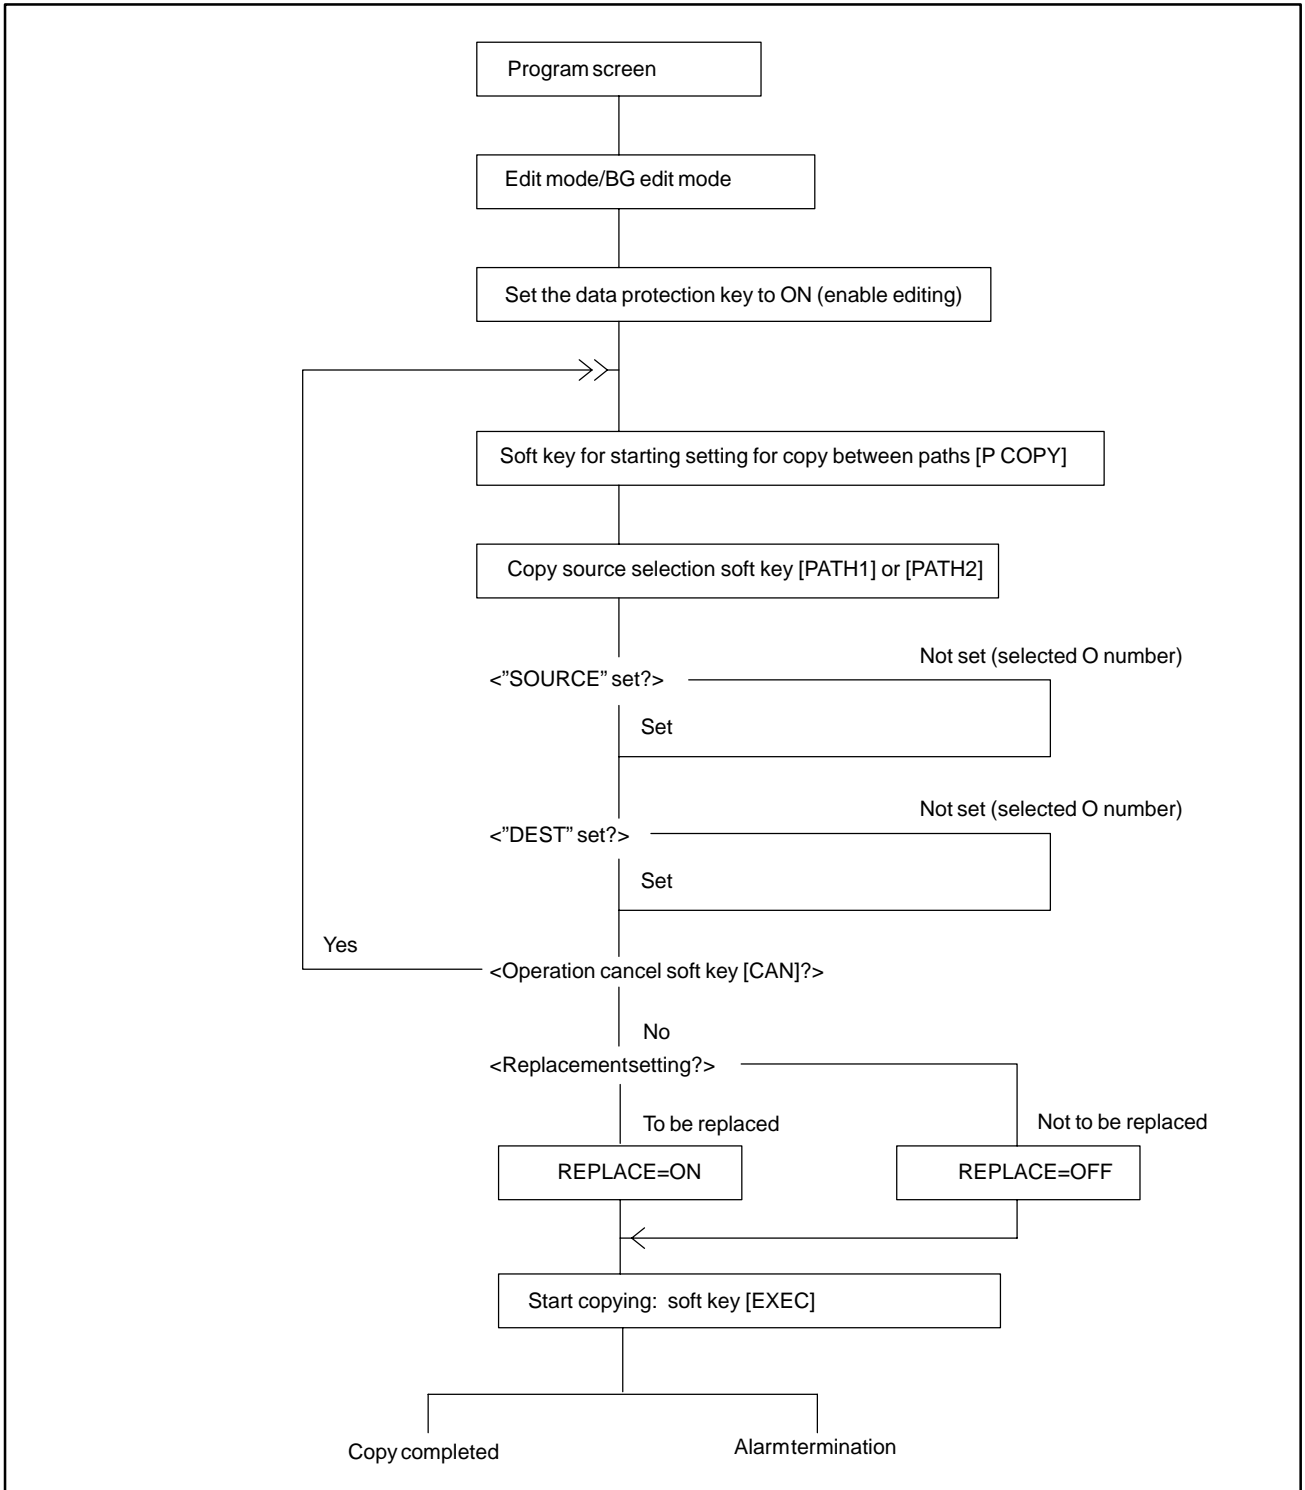 Program screen
Edit mode/BG edit mode
Set the data protection key to ON (enable editing)
Soft key for starting setting for copy between paths [P COPY]
Copy source selection soft key [PATH1] or [PATH2]
Not set (selected O number)
<”SOURCE” set?>
Set
Not set (selected O number)
<”DEST” set?>
Set
Yes
<Operation cancel soft key [CAN]?>
No
<Replacementsetting?>
To be replaced
Not to be replaced
REPLACE=ON
REPLACE=OFF
Start copying: soft key [EXEC]
Copy completed
Alarmtermination